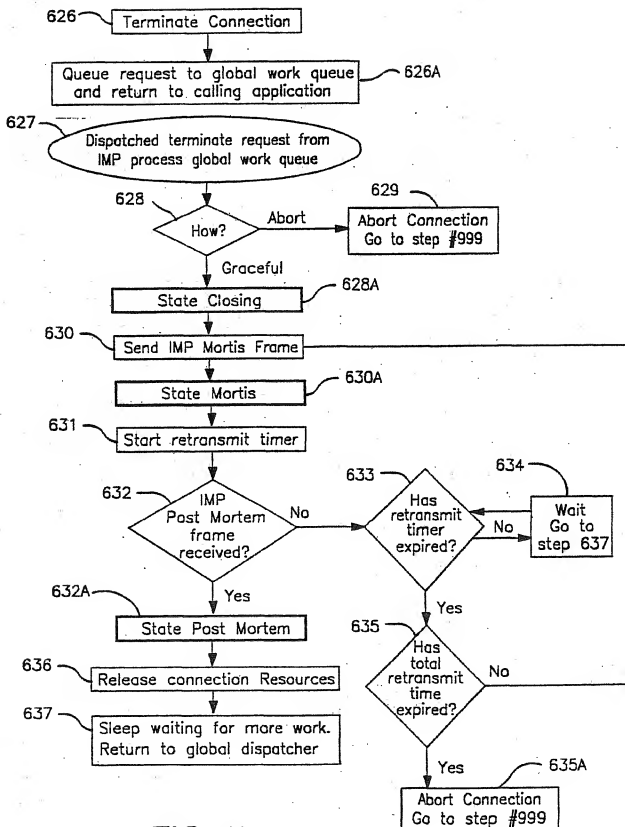 626
Terminate Connection
Queue request to global work queue
and return to calling application
626A
627
Dispatched terminate request from
IMP process global work queue
628
How?
Abort
629
Abort Connection
Go to step #999
Graceful
State Closing
628A
630
Send IMP Mortis Frame
State Mortis
630A
631
Start retransmit timer
632
IMP
Post Mortem
frame
received?
No
633
Has
retransmit
timer
expired?
No
634
Wait
Go to
step 637
Yes
632A
State Post Mortem
Yes
635
Has
total
retransmit
time
expired?
No
636
Release connection Resources
637
Sleep waiting for more work.
Return to global dispatcher
Yes
635A
Abort Connection
Go to step #999